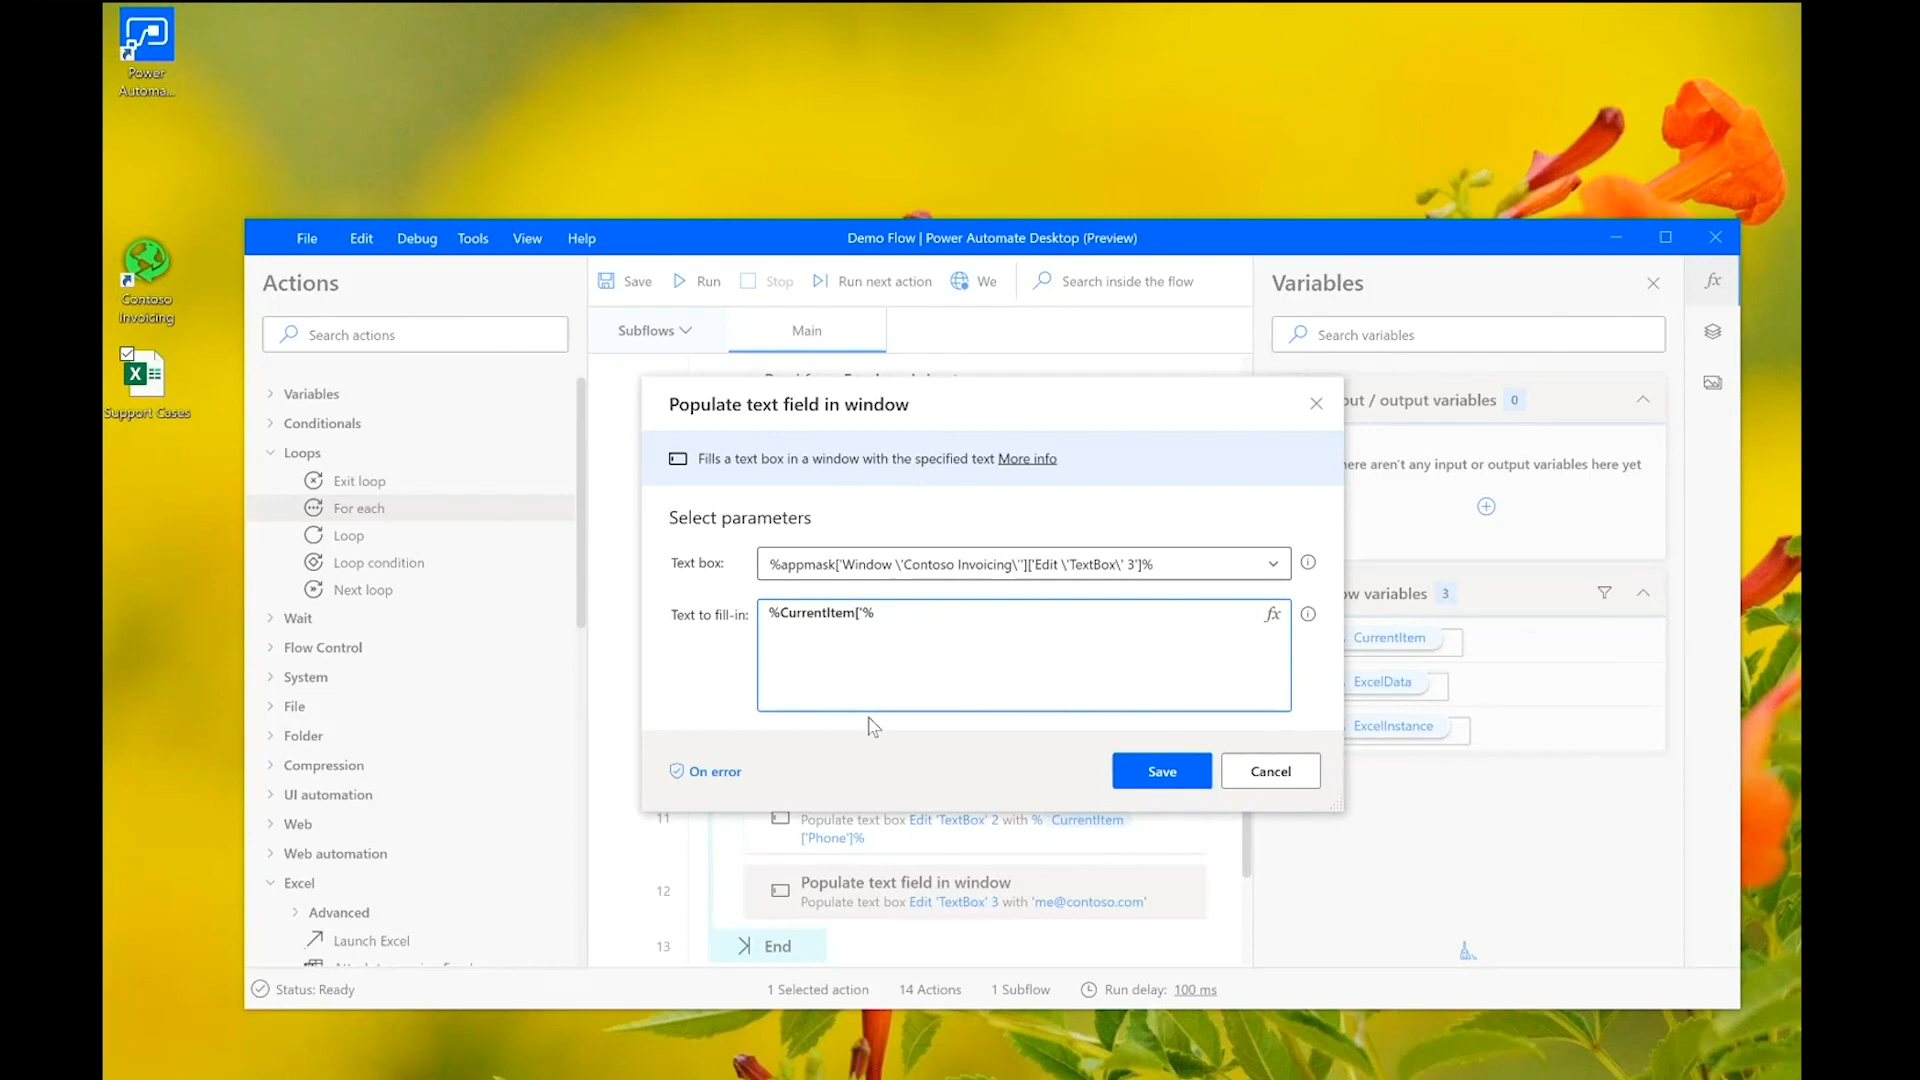 Power
Automa...
Contoso
Invoicing
Support Cases
File Edit Debug Tools View Help
Demo Flow | Power Automate Desktop (Preview)
Actions
Search actions
Variables
Conditionals
Loops
Exit loop
For each
Loop
Loop condition
Next loop
Wait
Flow Control
System
File
Folder
Compression
UI automation
Web
Web automation
Excel
Advanced
Launch Excel
Save Run Stop Run next action We Search inside the flow
Subflows Main
Populate text field in window
Fills a text box in a window with the specified text More info
Select parameters
Text box: %appmask['Window \'Contoso Invoicing\'']['Edit \'TextBox\' 3']%
Text to fill-in: %CurrentItem['% fx
On error Save Cancel
11 Populate text box Edit 'TextBox' 2 with % CurrentItem
['Phone']%
12 Populate text field in window
Populate text box Edit 'TextBox' 3 with 'me@contoso.com'
13 End
Variables
Search variables
fx
put / output variables 0
here aren't any input or output variables here yet
ow variables 3
CurrentItem
ExcelData
ExcelInstance
Status: Ready 1 Selected action 14 Actions 1 Subflow Run delay: 100 ms